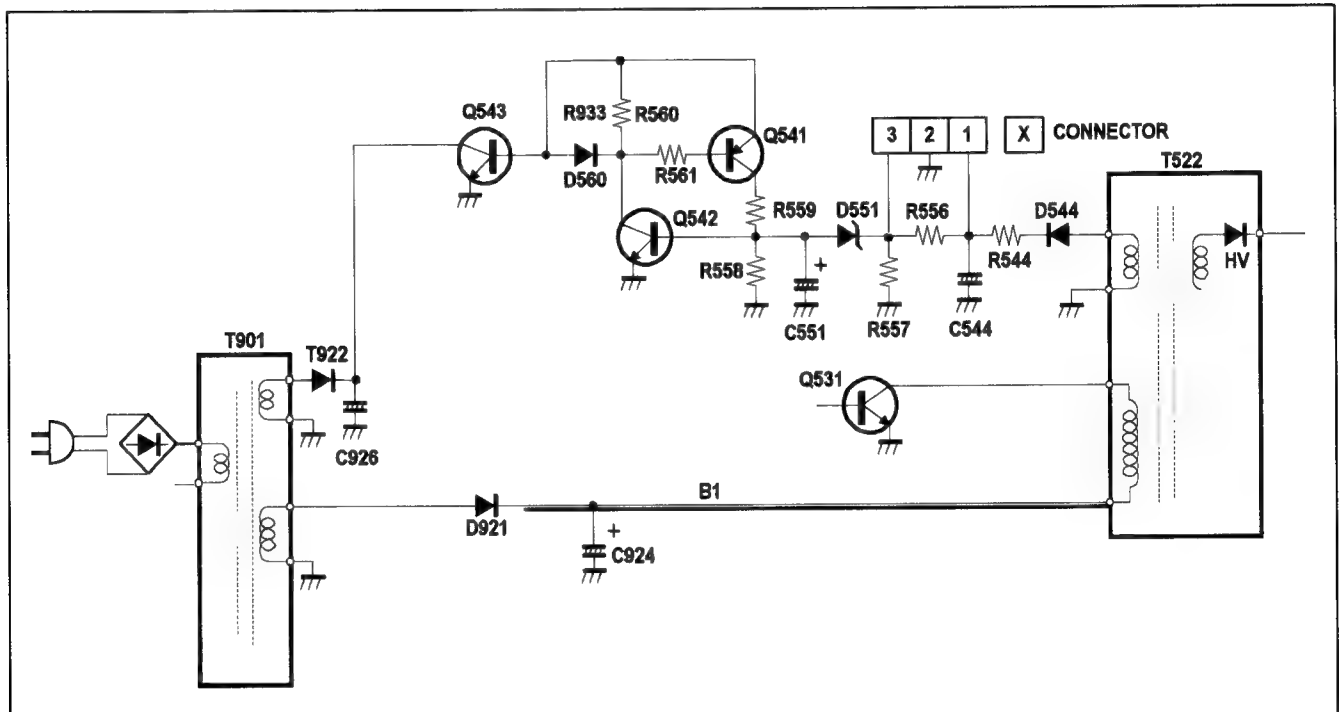 Q543
R933
R560
Q541
3
2
1
X
CONNECTOR
T522
D560
R561
Q542
R559
D551
R556
D544
R558
R544
HV
C551
R557
C544
T901
T922
Q531
C926
B1
D921
+
C924
+